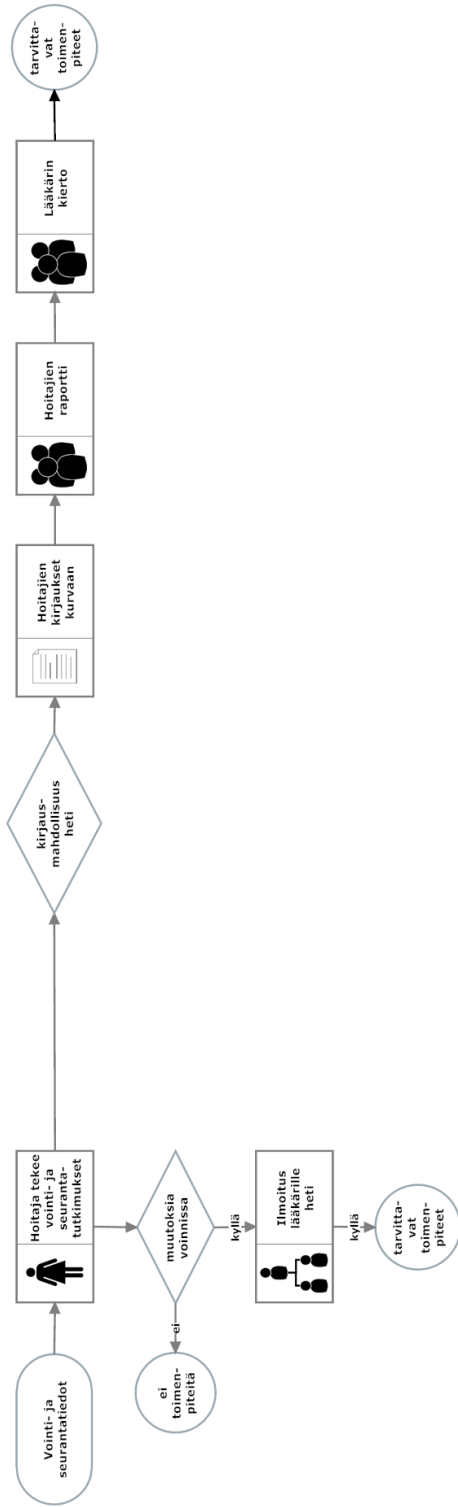 Vointi- ja
seurantatiedot
Hoitaja tekee
vointi- ja
seuranta-
tutkimukset
kirjaus-
mahdollisuus
heti
Hoitajien
kirjaukset
kurvaan
Hoitajien
raportti
Lääkärin
kierto
tarvitta-
vat
toimen-
piteet
muutoksia
voinnissa
ei
ei
toimen-
piteitä
kyllä
Ilmoitus
lääkärille
heti
kyllä
tarvitta-
vat
toimen-
piteet